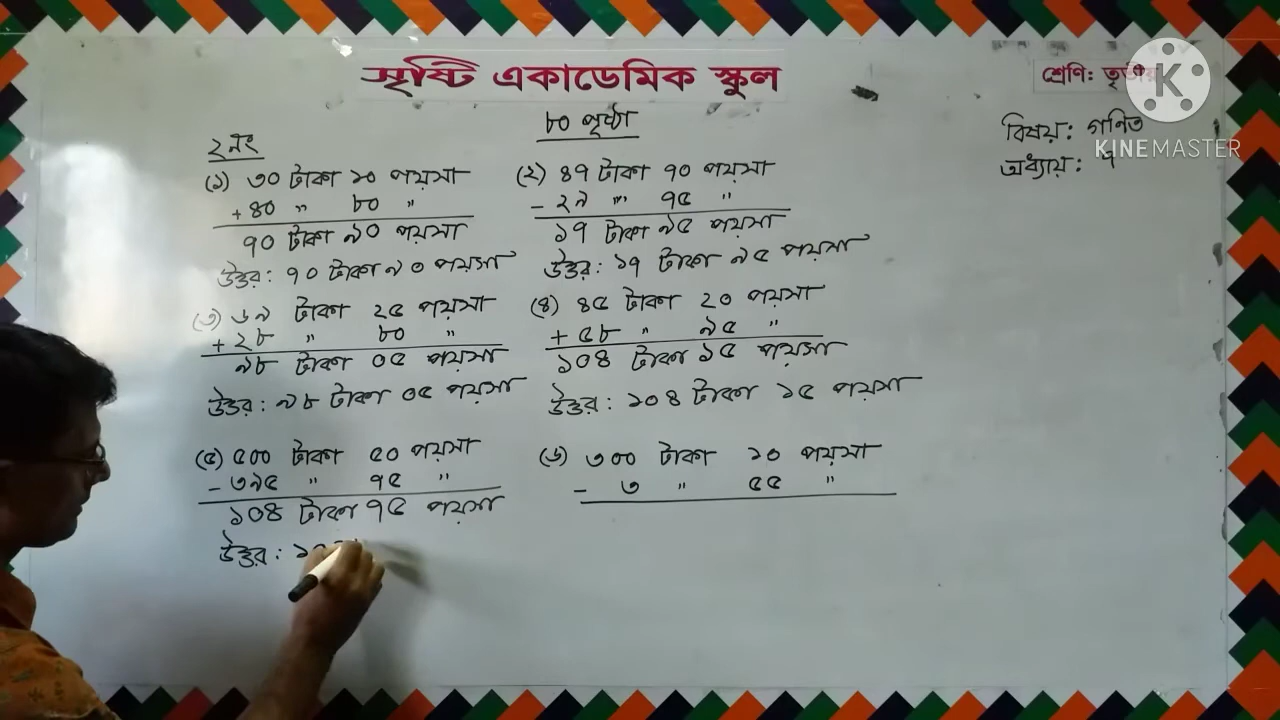 সৃষ্টি একাডেমিক স্কুল
শ্রেণি: তৃতীয়
KINEMASTER
৮০ পৃষ্ঠা
বিষয়: গনিত
অধ্যায়: ৭
২নং
(১) ৩০ টাকা ১০ পয়সা
+ ৪০ " ৮০ "
৭০ টাকা ৯০ পয়সা
উত্তর: ৭০ টাকা ৯০ পয়সা
(২) ৪৭ টাকা ৭০ পয়সা
- ২৯ " ৭৫ "
১৭ টাকা ৯৫ পয়সা
উত্তর: ১৭ টাকা ৯৫ পয়সা
(৩) ৬৯ টাকা ২৫ পয়সা
+ ২৮ " ৮০ "
৯৮ টাকা ০৫ পয়সা
উত্তর: ৯৮ টাকা ০৫ পয়সা
(৪) ৪৫ টাকা ২০ পয়সা
+ ৫৮ " ৯৫ "
১০৪ টাকা ১৫ পয়সা
উত্তর: ১০৪ টাকা ১৫ পয়সা
(৫) ৫০০ টাকা ৫০ পয়সা
- ৩৯৫ " ৭৫ "
১০৪ টাকা ৭৫ পয়সা
উত্তর: ১০
(৬) ৩০০ টাকা ১০ পয়সা
- ৩ " ৫৫ "